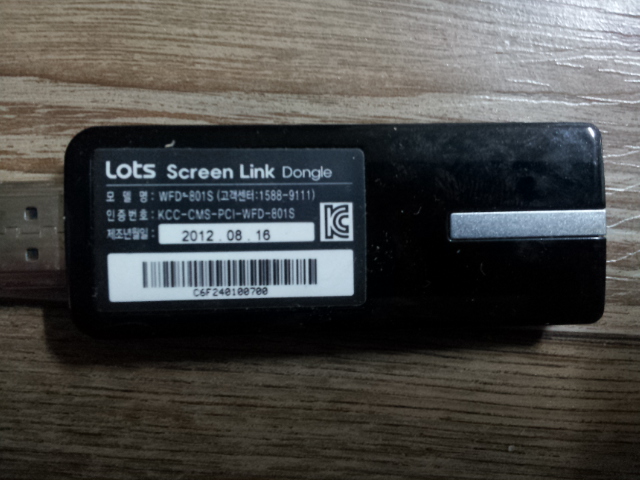 Lots Screen Link Dongle
모 델 명 : WFD-801S (고객센터:1588-9111)
인증번호 : KCC-CMS-PCI-WFD-801S
제조년월일 : 2012 . 08 . 16
C6F240100700